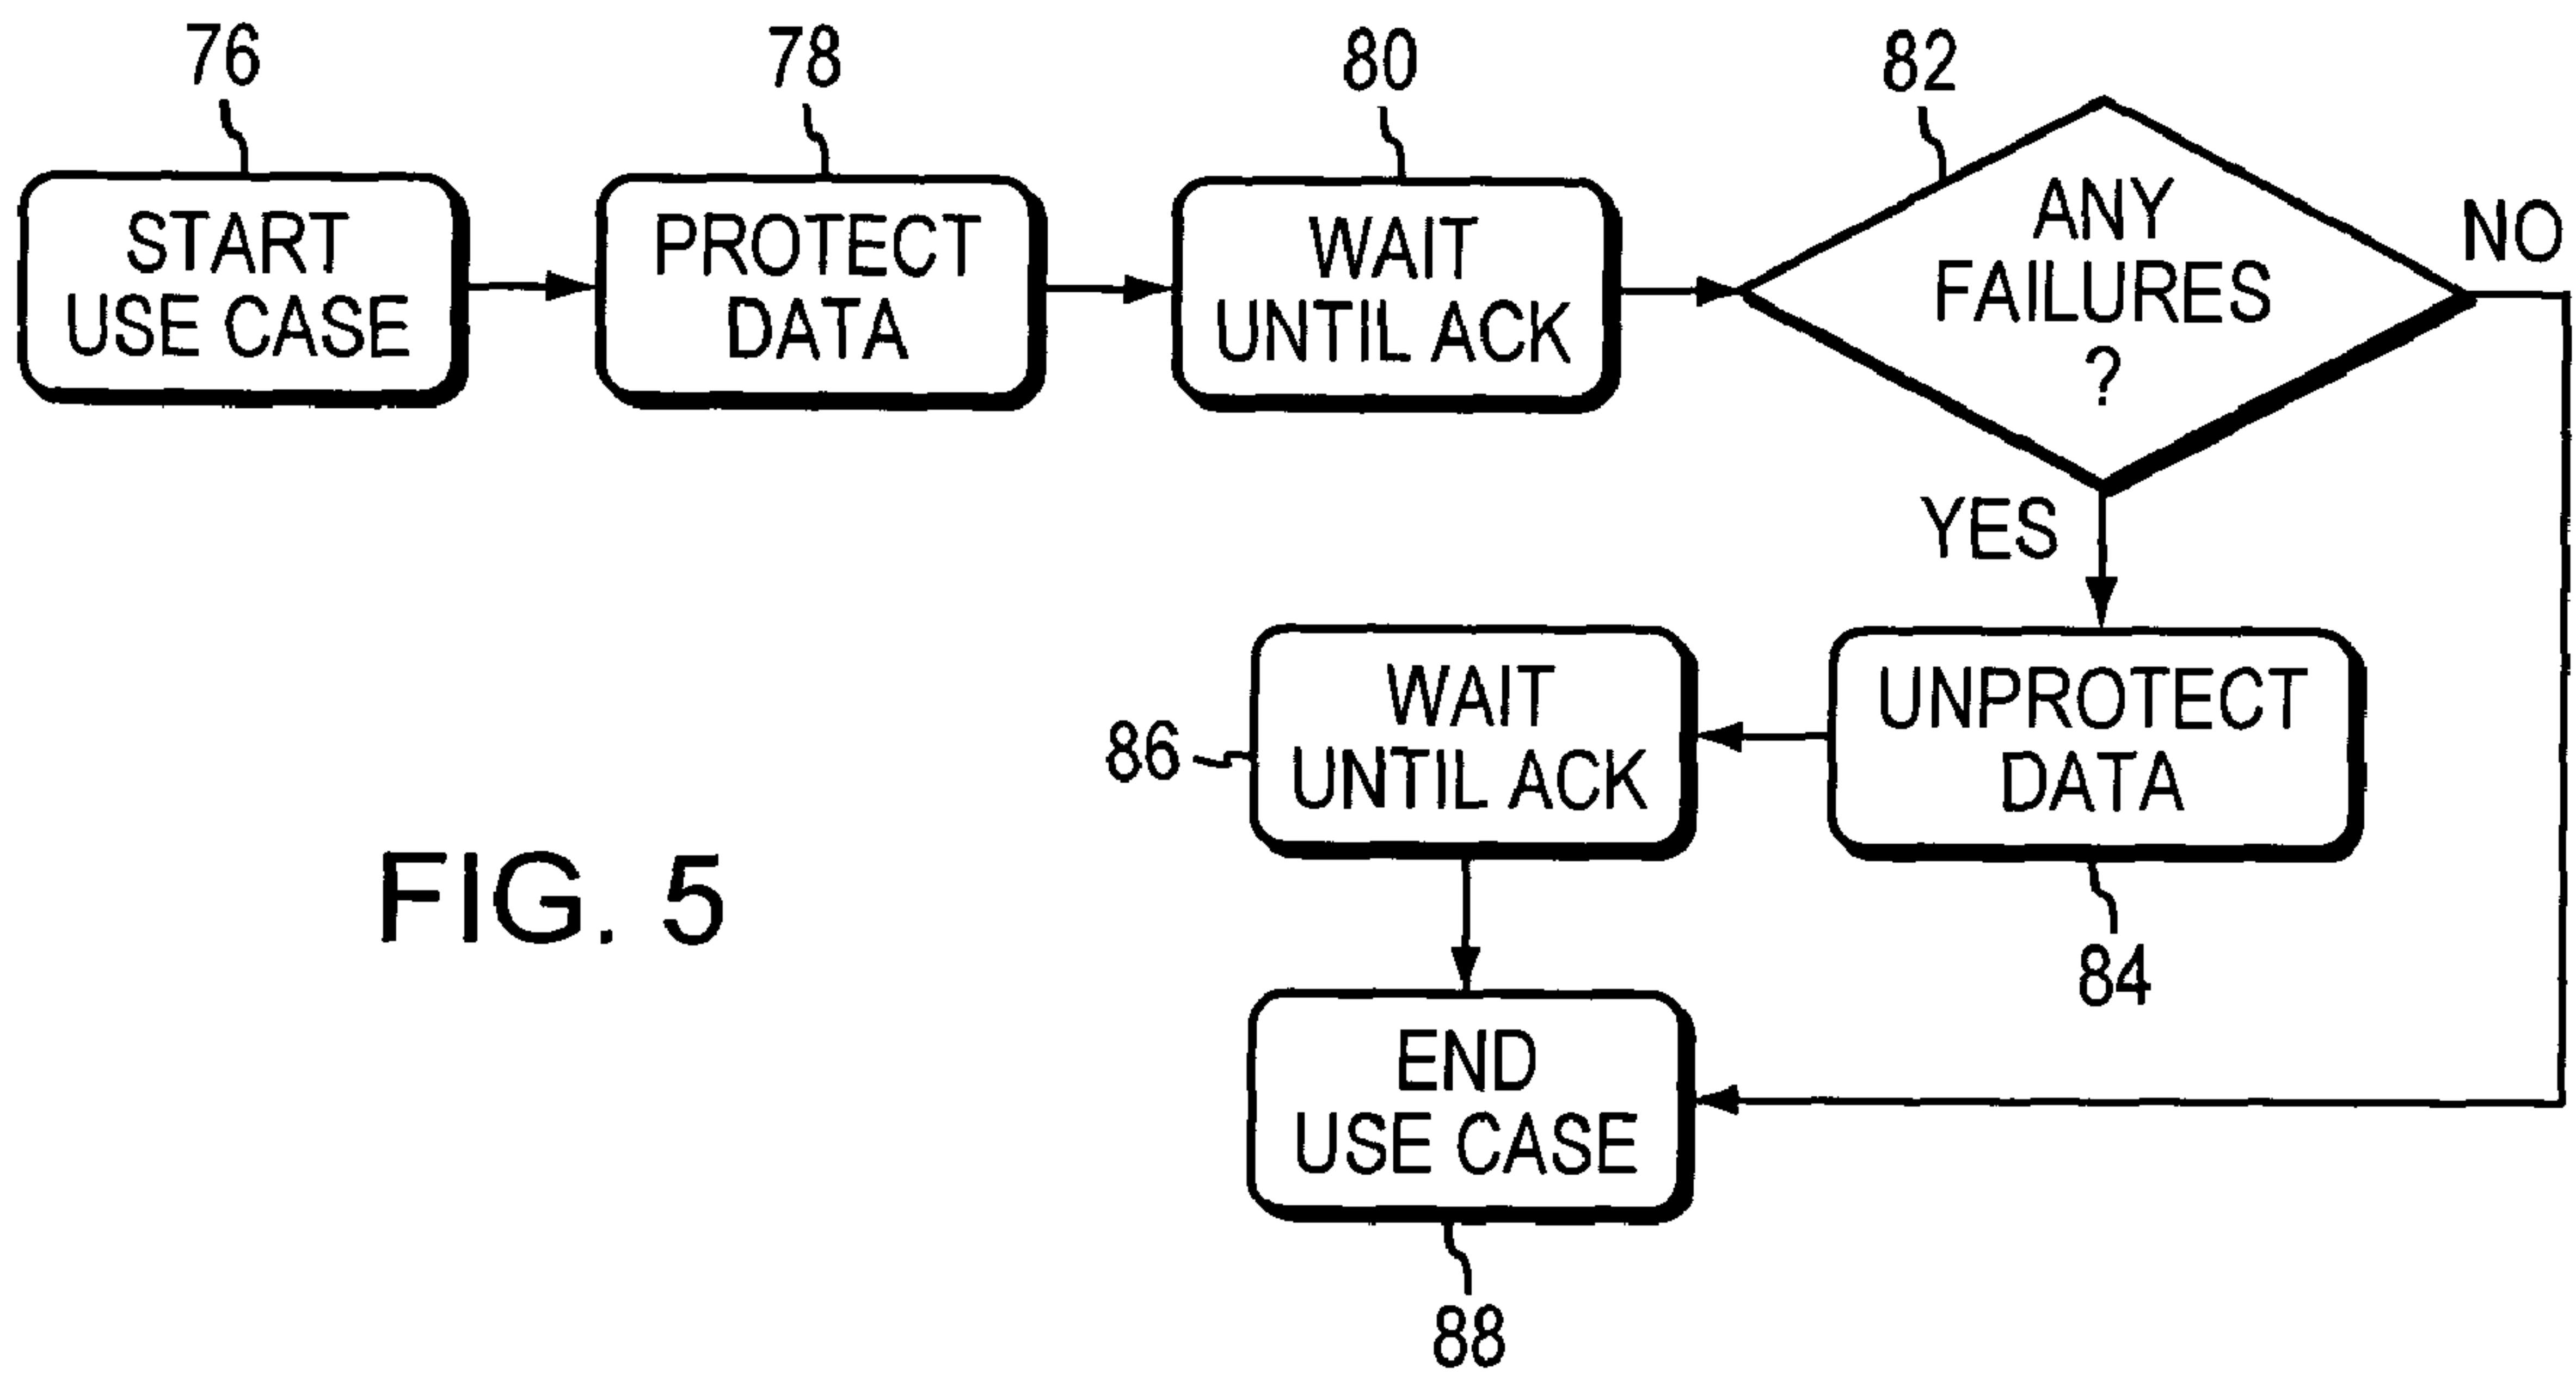 76
START
USE CASE
78
PROTECT
DATA
80
WAIT
UNTIL ACK
82
ANY
FAILURES
?
NO
YES
UNPROTECT
DATA
84
WAIT
UNTIL ACK
86
END
USE CASE
88
FIG. 5